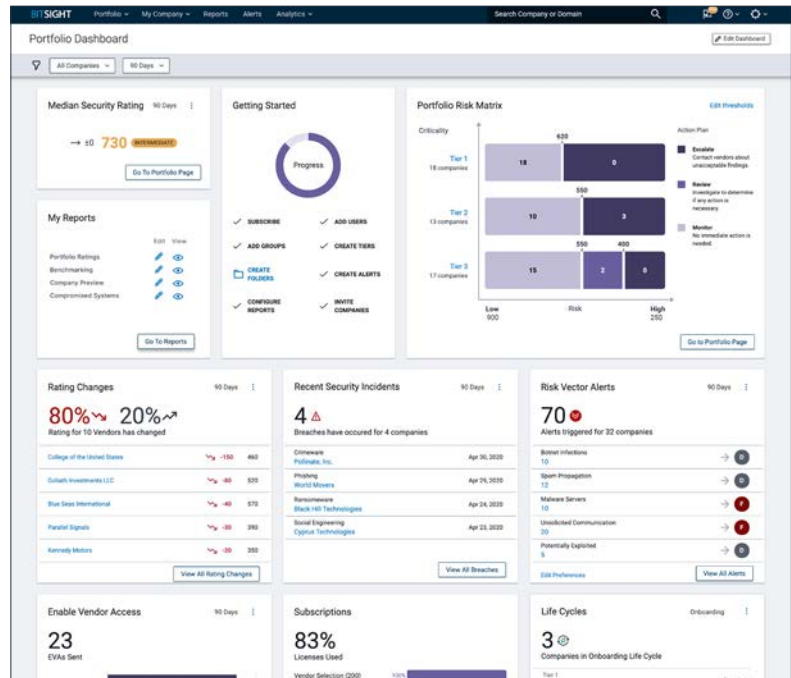 BITSIGHT Portfolio My Company Reports Alerts Analytics Search Company or Domain
Portfolio Dashboard Edit Dashboard
All Companies 90 Days
Median Security Rating 90 Days
→ ±0 730 INTERMEDIATE
Go To Portfolio Page
My Reports
Edit View
Portfolio Ratings
Benchmarking
Company Preview
Compromised Systems
Go To Reports
Getting Started
Progress
SUBSCRIBE ADD USERS
ADD GROUPS CREATE TIERS
CREATE FOLDERS CREATE ALERTS
CONFIGURE REPORTS INVITE COMPANIES
Portfolio Risk Matrix Edit thresholds
Criticality
620
Tier 1
18 companies
18 0
550
Tier 2
13 companies
10 3
550 400
Tier 3
17 companies
15 2 0
Low
900
Risk
High
250
Action Plan
Escalate
Contact vendors about
unacceptable findings.
Review
Investigate to determine
if any action is
necessary.
Monitor
No immediate action is
needed.
Go to Portfolio Page
Rating Changes 90 Days
80% 20%
Rating for 10 Vendors has changed
College of the United States -150 460
Goliath Investments LLC -80 520
Blue Seas International -40 570
Parallel Signals -30 390
Kennedy Motors -20 350
View All Rating Changes
Recent Security Incidents 90 Days
4
Breaches have occured for 4 companies
Crimeware
Pollinate, Inc. Apr 30, 2020
Phishing
World Movers Apr 29, 2020
Ransomware
Black Hill Technologies Apr 24, 2020
Social Engineering
Cyprus Technologies Apr 23, 2020
View All Breaches
Risk Vector Alerts 90 Days
70
Alerts triggered for 32 companies
Botnet Infections
10 → D
Spam Propagation
12 → D
Malware Servers
10 → F
Unsolicited Communication
20 → F
Potentially Exploited
5 → D
Edit Preferences View All Alerts
Enable Vendor Access 90 Days
23
EVAs Sent
Subscriptions
83%
Licenses Used
Vendor Selection (200) 100%
Life Cycles Onboarding
3
Companies in Onboarding Life Cycle
Tier 1